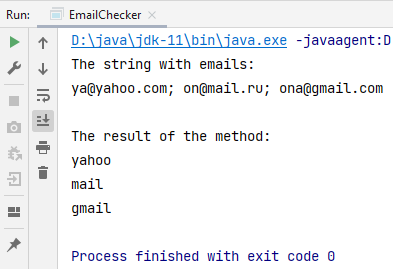 Run: EmailChecker
D:\java\jdk-11\bin\java.exe -javaagent:D
The string with emails:
ya@yahoo.com; on@mail.ru; ona@gmail.com
The result of the method:
yahoo
mail
gmail
Process finished with exit code 0